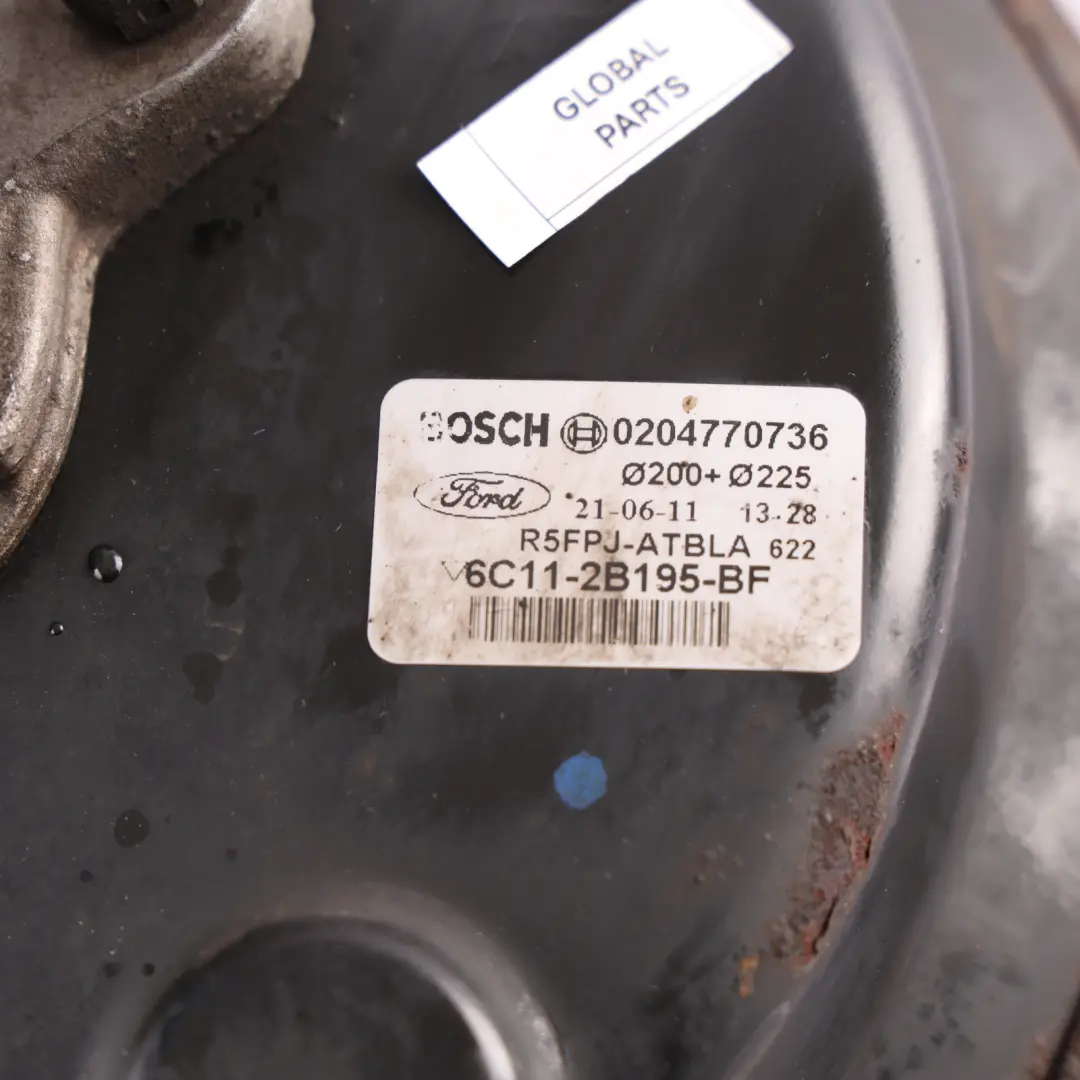 GLOBAL
PARTS
BOSCH 0204770736
Ø200+Ø225
Ford 21-06-11 13.28
R5FPJ-ATBLA 622
6C11-2B195-BF